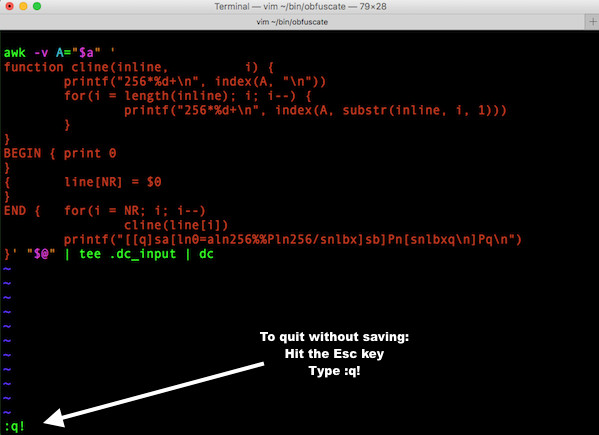 Terminal — vim ~/bin/obfuscate — 79×28
vim ~/bin/obfuscate
+
awk -v A="$a" '
function cline(inline,          i) {
        printf("256*%d+\n", index(A, "\n"))
        for(i = length(inline); i; i--) {
                printf("256*%d+\n", index(A, substr(inline, i, 1)))
        }
}
BEGIN { print 0
}
{       line[NR] = $0
}
END {   for(i = NR; i; i--)
                cline(line[i])
        printf("[[q]sa[ln0=aln256%%Pln256/snlbx]sb]Pn[snlbxq\n]Pq\n")
}' "$@" | tee .dc_input | dc
~
~
~
~
~
~
~
~
~
~
~
To quit without saving:
Hit the Esc key
Type :q!
:q!